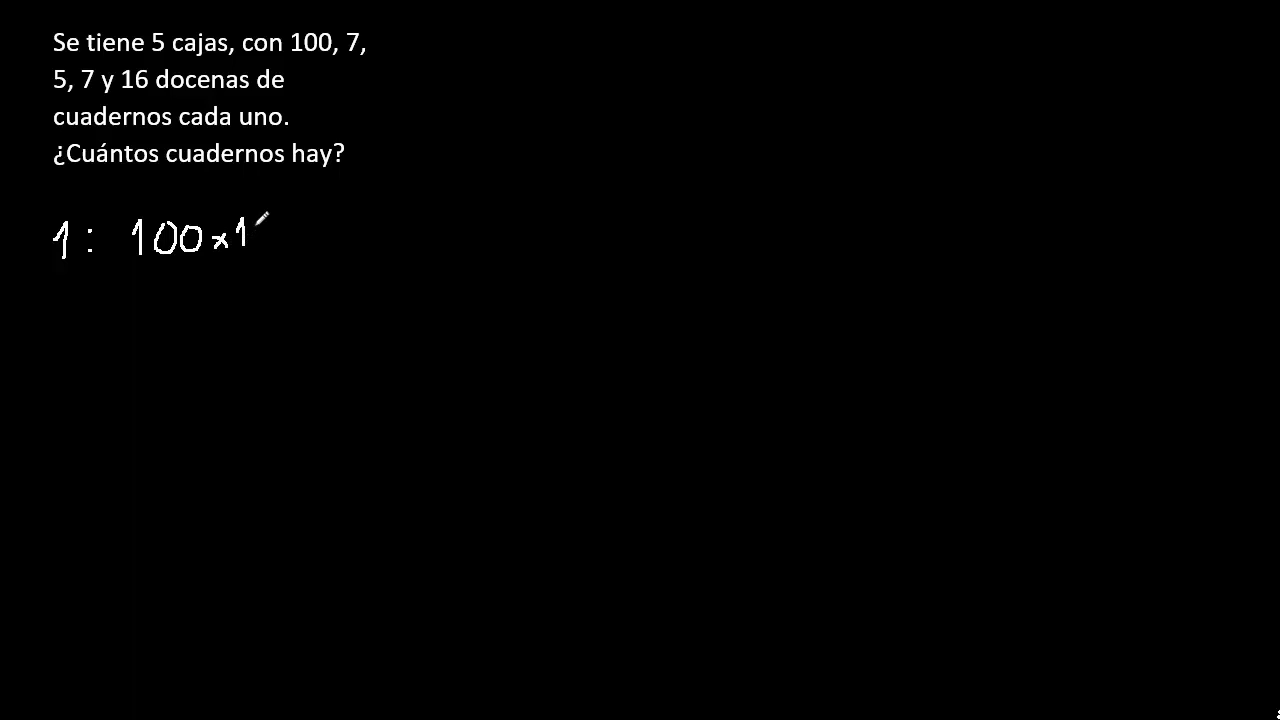 Se tiene 5 cajas, con 100, 7,
5, 7 y 16 docenas de
cuadernos cada uno.
¿Cuántos cuadernos hay?
1: 100×1